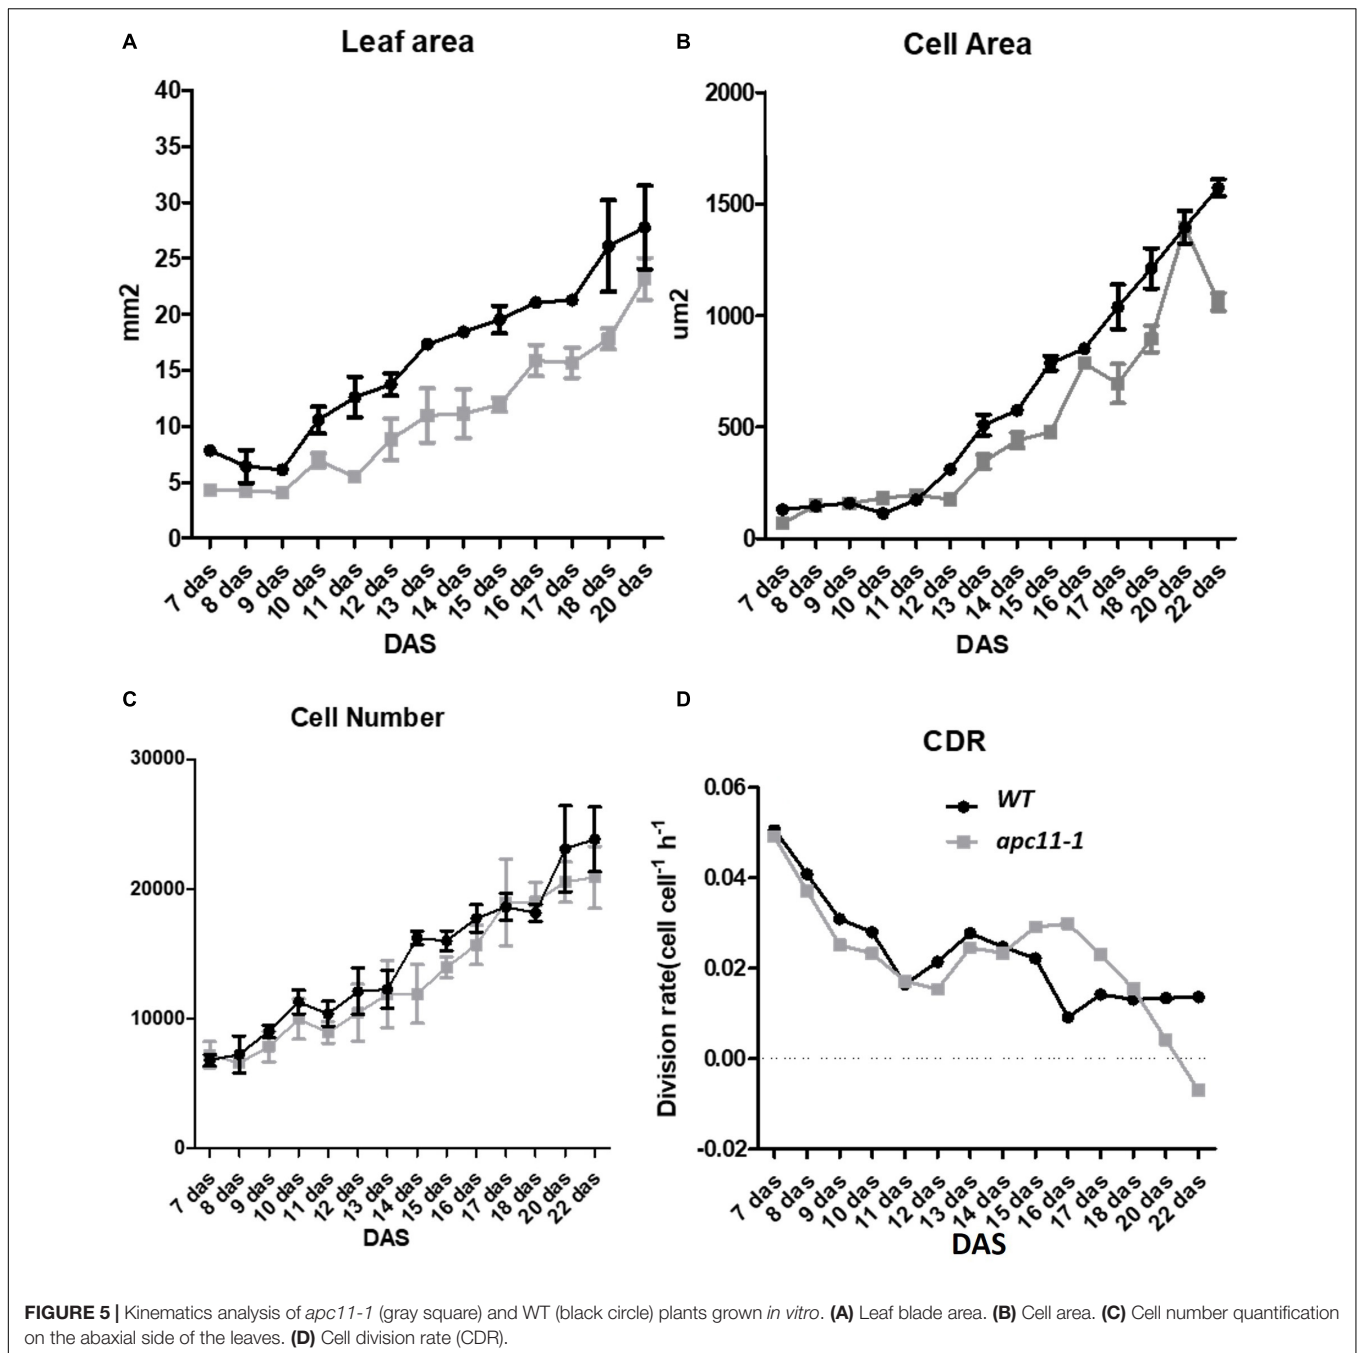 A
Leaf area
40
35
30
25
20
15
10
5
0
mm2
7 das
8 das
9 das
10 das
11 das
12 das
13 das
14 das
15 das
16 das
17 das
18 das
20 das
DAS
B
Cell Area
2000
1500
1000
500
0
um2
7 das
8 das
9 das
10 das
11 das
12 das
13 das
14 das
15 das
16 das
17 das
18 das
20 das
22 das
DAS
C
Cell Number
30000
20000
10000
0
7 das
8 das
9 das
10 das
11 das
12 das
13 das
14 das
15 das
16 das
17 das
18 das
20 das
22 das
DAS
D
CDR
WT
apc11-1
0.06
0.04
0.02
0.00
-0.02
Division rate(cell cell⁻¹ h⁻¹
7 das
8 das
9 das
10 das
11 das
12 das
13 das
14 das
15 das
16 das
17 das
18 das
20 das
22 das
DAS
FIGURE 5 | Kinematics analysis of apc11-1 (gray square) and WT (black circle) plants grown in vitro. (A) Leaf blade area. (B) Cell area. (C) Cell number quantification
on the abaxial side of the leaves. (D) Cell division rate (CDR).